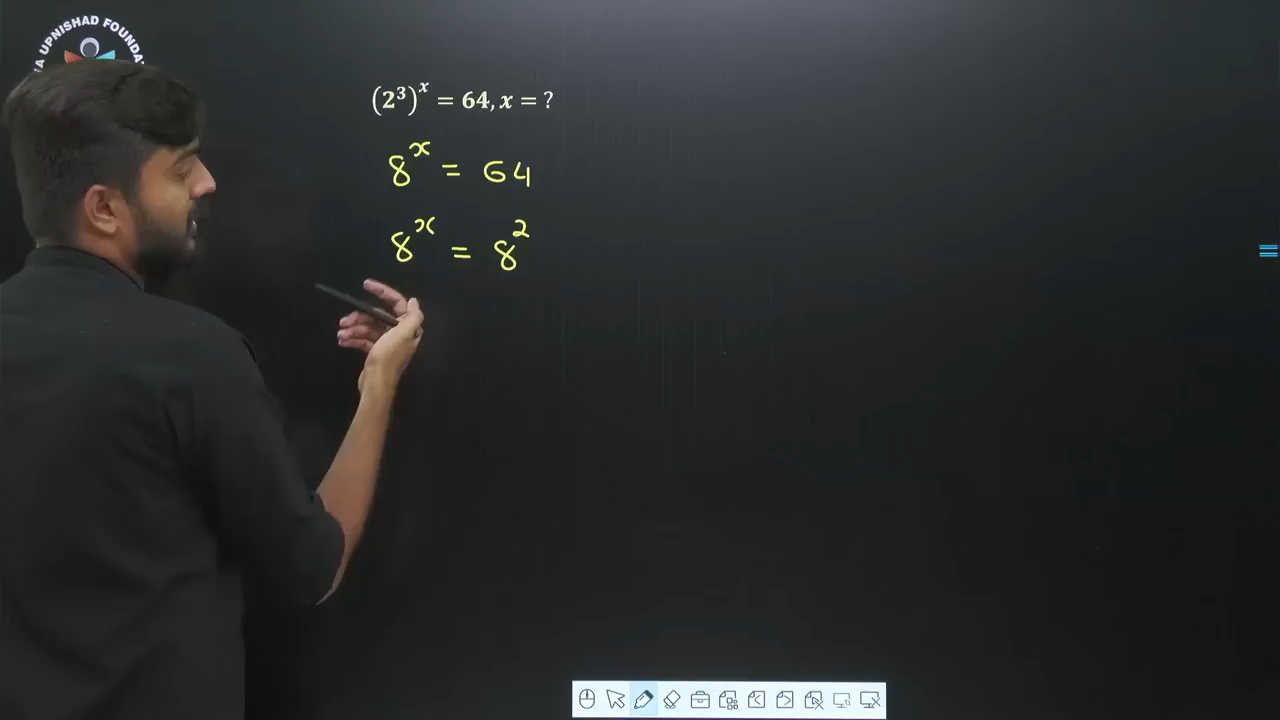 A UPNISHAD FOUNDA
(2³)ˣ = 64, x = ?
8ˣ = 64
8ˣ = 8²